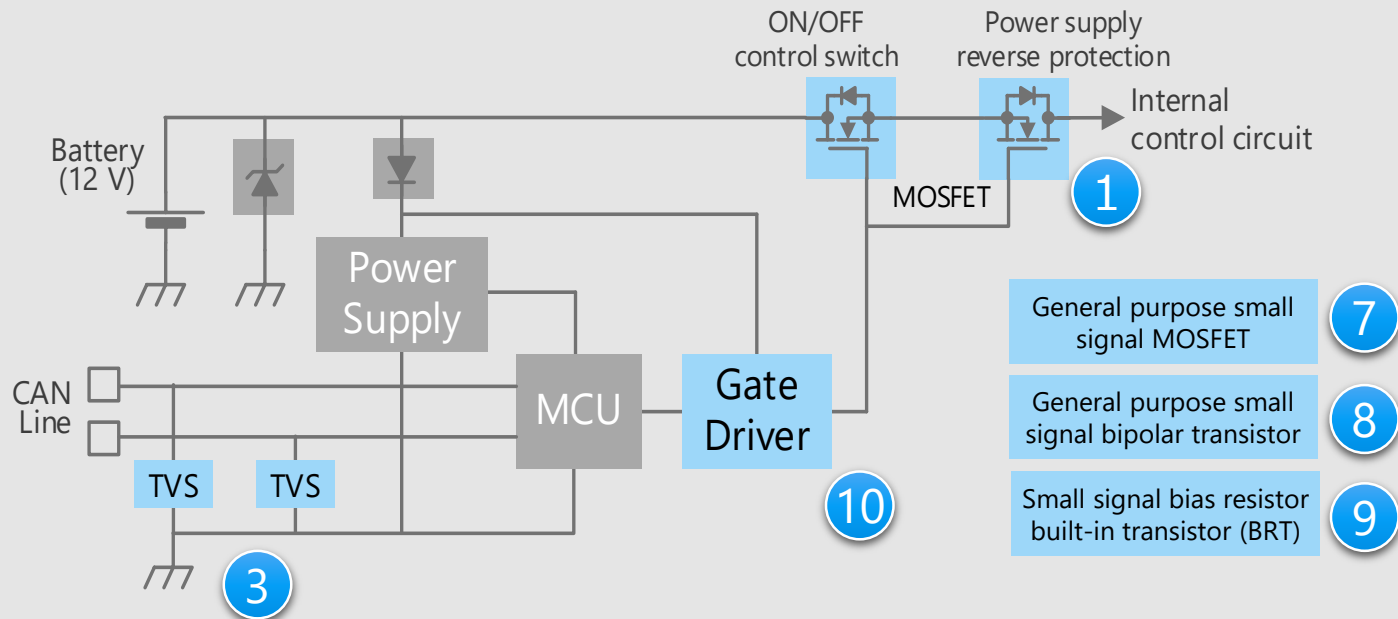 ON/OFF
control switch
Power supply
reverse protection
Internal
control circuit
Battery
(12 V)
MOSFET
1
Power
Supply
General purpose small
signal MOSFET
7
CAN
Line
MCU
Gate
Driver
General purpose small
signal bipolar transistor
8
TVS
TVS
10
Small signal bias resistor
built-in transistor (BRT)
9
3